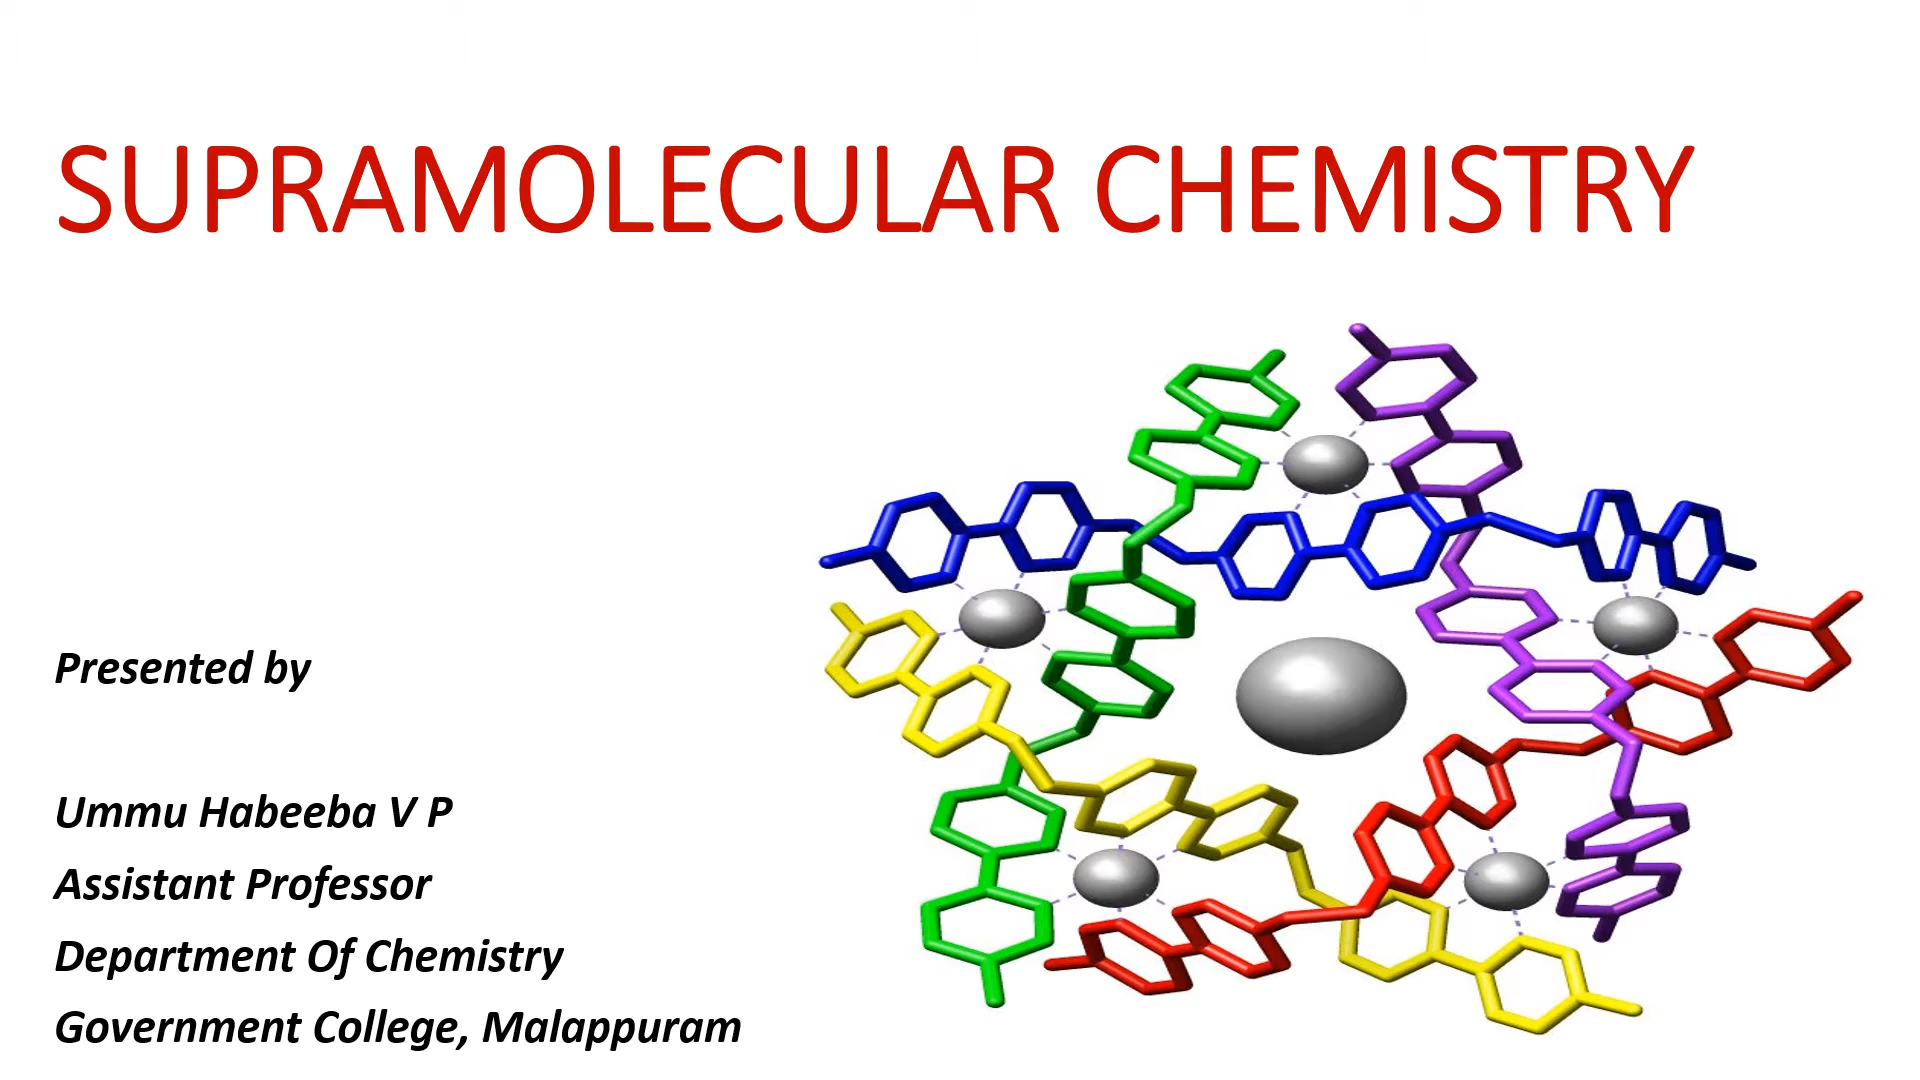 SUPRAMOLECULAR CHEMISTRY
Presented by
Ummu Habeeba V P
Assistant Professor
Department Of Chemistry
Government College, Malappuram